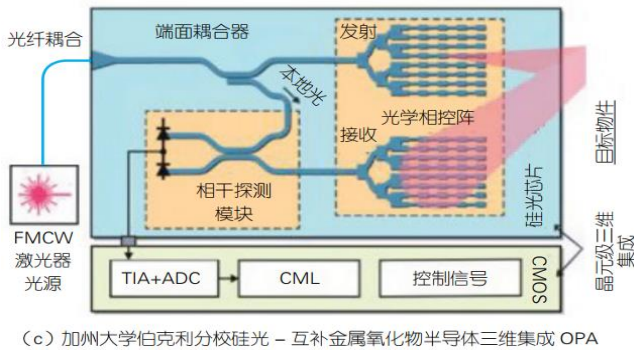 光纤耦合
端面耦合器
发射
本地光
光学相控阵
接收
相干探测
模块
目标物件
硅光芯片
FMCW
激光器
光源
晶元级三维
集成
TIA+ADC
CML
控制信号
CMOS
（c）加州大学伯克利分校硅光 – 互补金属氧化物半导体三维集成 OPA